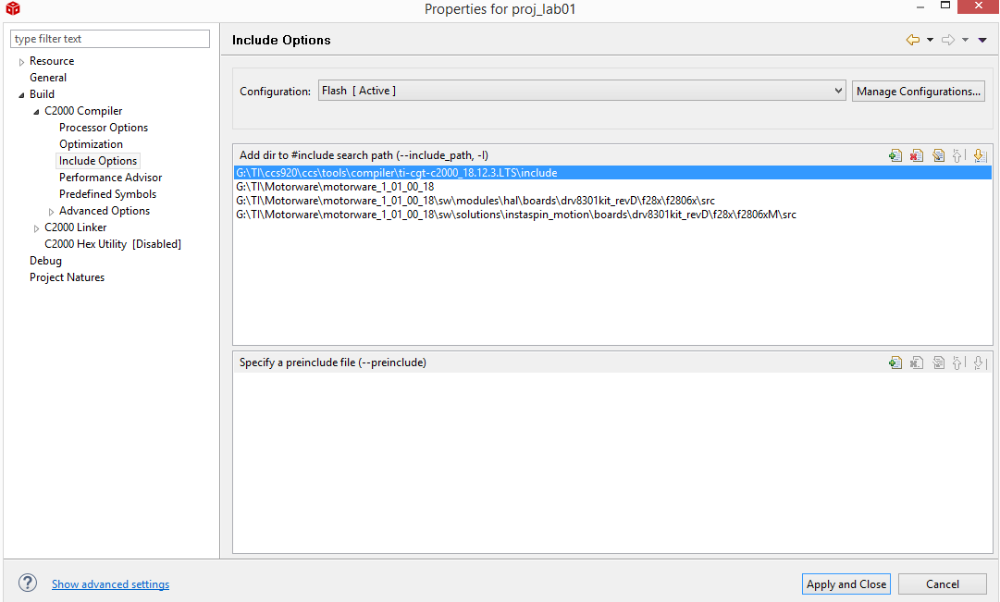 Properties for proj_lab01
type filter text
Include Options
Resource
General
Build
C2000 Compiler
Processor Options
Optimization
Include Options
Performance Advisor
Predefined Symbols
Advanced Options
C2000 Linker
C2000 Hex Utility [Disabled]
Debug
Project Natures
Configuration: Flash [ Active ] Manage Configurations...
Add dir to #include search path (--include_path, -I)
G:\TI\ccs920\ccs\tools\compiler\ti-cgt-c2000_18.12.3.LTS\include
G:\TI\Motorware\motorware_1_01_00_18
G:\TI\Motorware\motorware_1_01_00_18\sw\modules\hal\boards\drv8301kit_revD\f28x\f2806x\src
G:\TI\Motorware\motorware_1_01_00_18\sw\solutions\instaspin_motion\boards\drv8301kit_revD\f28x\f2806xM\src
Specify a preinclude file (--preinclude)
? Show advanced settings
Apply and Close Cancel